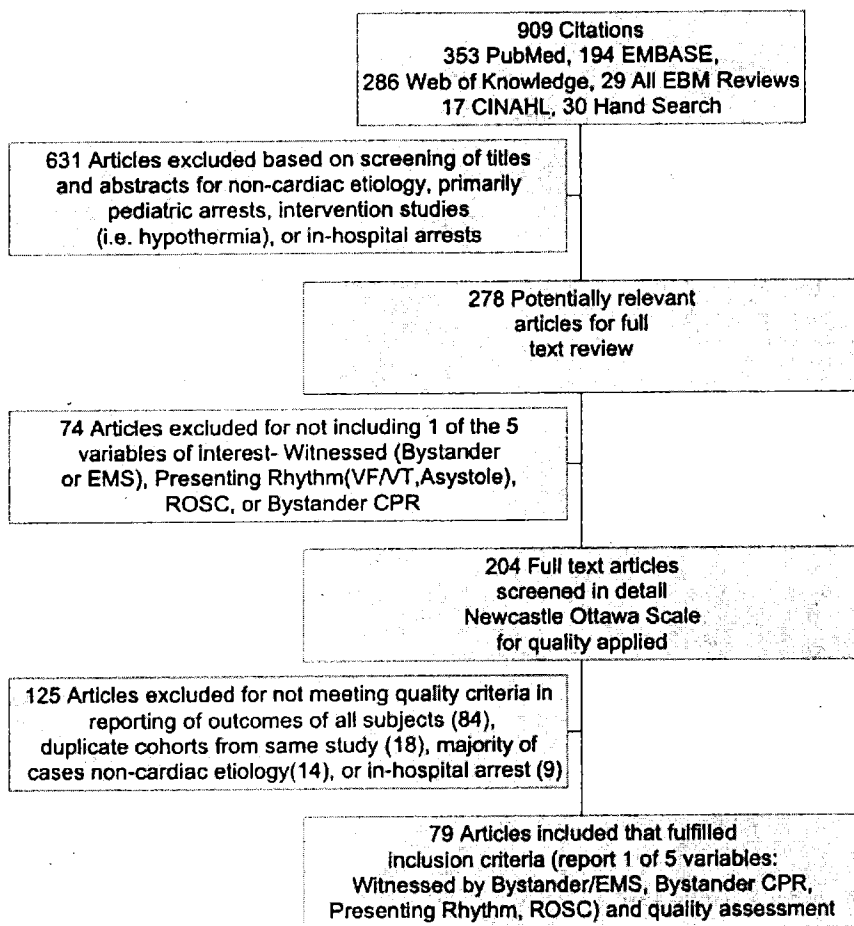 909 Citations
353 PubMed, 194 EMBASE,
286 Web of Knowledge, 29 All EBM Reviews
17 CINAHL, 30 Hand Search
631 Articles excluded based on screening of titles
and abstracts for non-cardiac etiology, primarily
pediatric arrests, intervention studies
(i.e. hypothermia), or in-hospital arrests
278 Potentially relevant
articles for full
text review
74 Articles excluded for not including 1 of the 5
variables of interest- Witnessed (Bystander
or EMS), Presenting Rhythm(VF/VT,Asystole),
ROSC, or Bystander CPR
204 Full text articles
screened in detail
Newcastle Ottawa Scale
for quality applied
125 Articles excluded for not meeting quality criteria in
reporting of outcomes of all subjects (84),
duplicate cohorts from same study (18), majority of
cases non-cardiac etiology(14), or in-hospital arrest (9)
79 Articles included that fulfilled
inclusion criteria (report 1 of 5 variables:
Witnessed by Bystander/EMS, Bystander CPR,
Presenting Rhythm, ROSC) and quality assessment